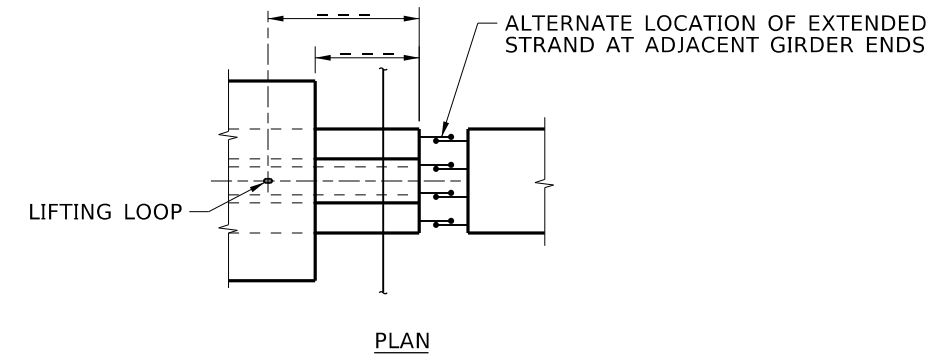 ALTERNATE LOCATION OF EXTENDED
STRAND AT ADJACENT GIRDER ENDS
LIFTING LOOP
PLAN